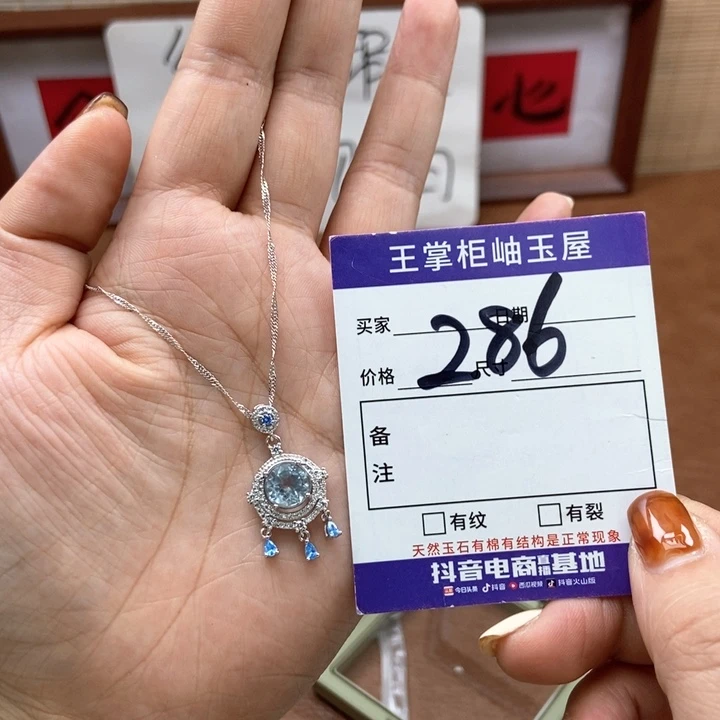 心
王掌柜岫玉屋
买家 日期
286
价格 尺寸
备
注
有纹 有裂
天然玉石有棉有结构是正常现象
抖音电商直播基地
今日头条 抖音 西瓜视频 抖音火山版